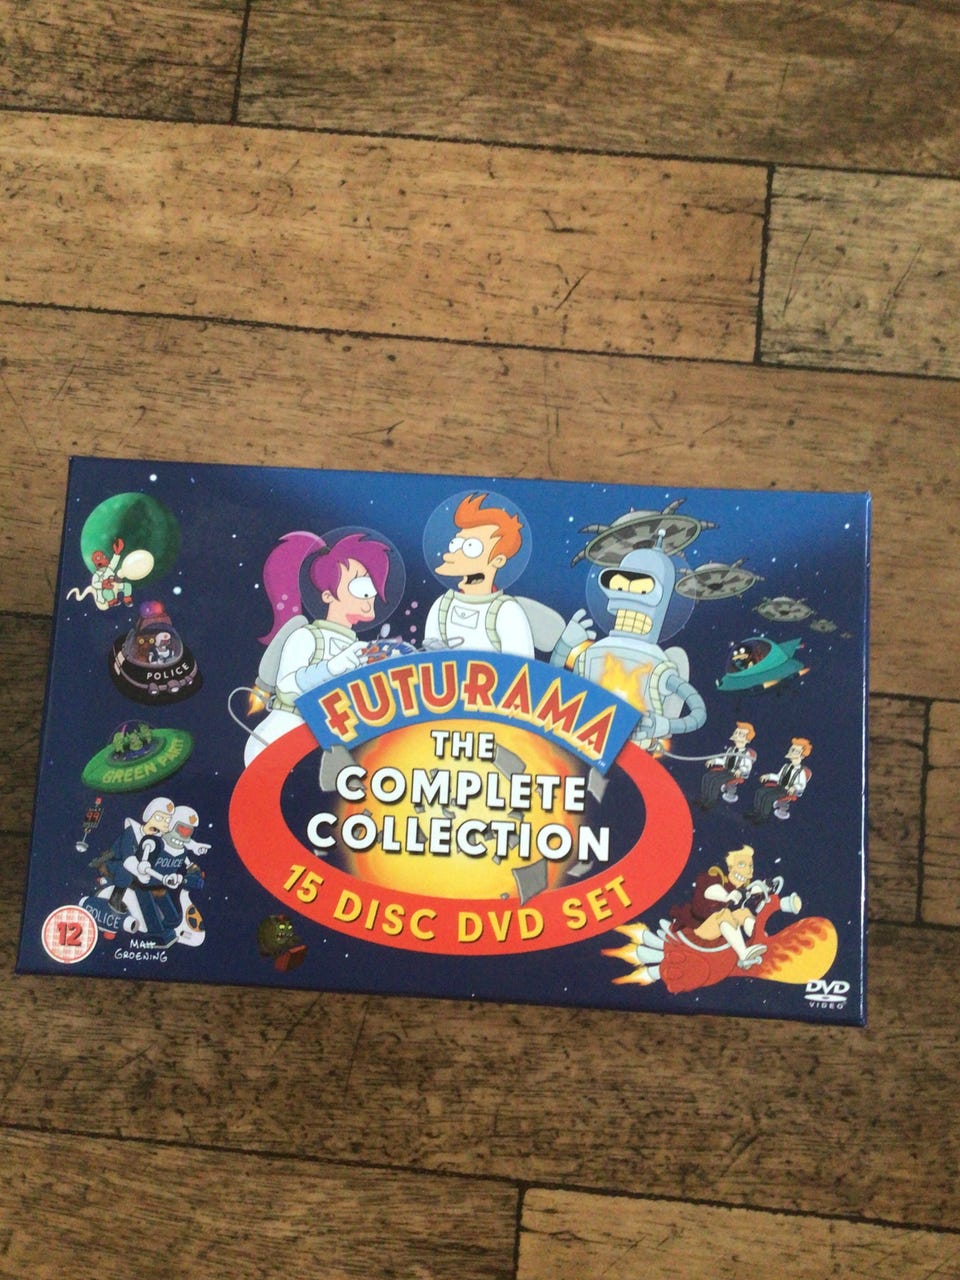 FUTURAMA
THE
COMPLETE
COLLECTION
15 DISC DVD SET
POLICE
GREEN PARTY
POLICE
POLICE
12
MATT
GROENING
DVD
VIDEO